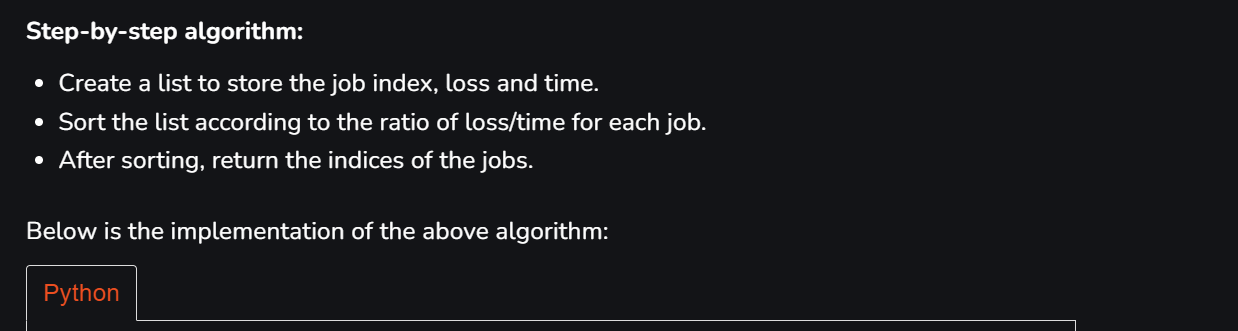 Step-by-step algorithm:
• Create a list to store the job index, loss and time.
• Sort the list according to the ratio of loss/time for each job.
• After sorting, return the indices of the jobs.
Below is the implementation of the above algorithm:
Python